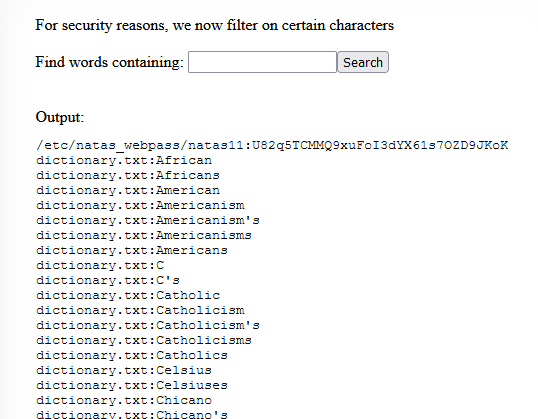 For security reasons, we now filter on certain characters
Find words containing: Search
Output:
/etc/natas_webpass/natas11:U82q5TCMMQ9xuFoI3dYX61s7OZD9JKoK
dictionary.txt:African
dictionary.txt:Africans
dictionary.txt:American
dictionary.txt:Americanism
dictionary.txt:Americanism's
dictionary.txt:Americanisms
dictionary.txt:Americans
dictionary.txt:C
dictionary.txt:C's
dictionary.txt:Catholic
dictionary.txt:Catholicism
dictionary.txt:Catholicism's
dictionary.txt:Catholicisms
dictionary.txt:Catholics
dictionary.txt:Celsius
dictionary.txt:Celsiuses
dictionary.txt:Chicano
dictionary.txt:Chicano's